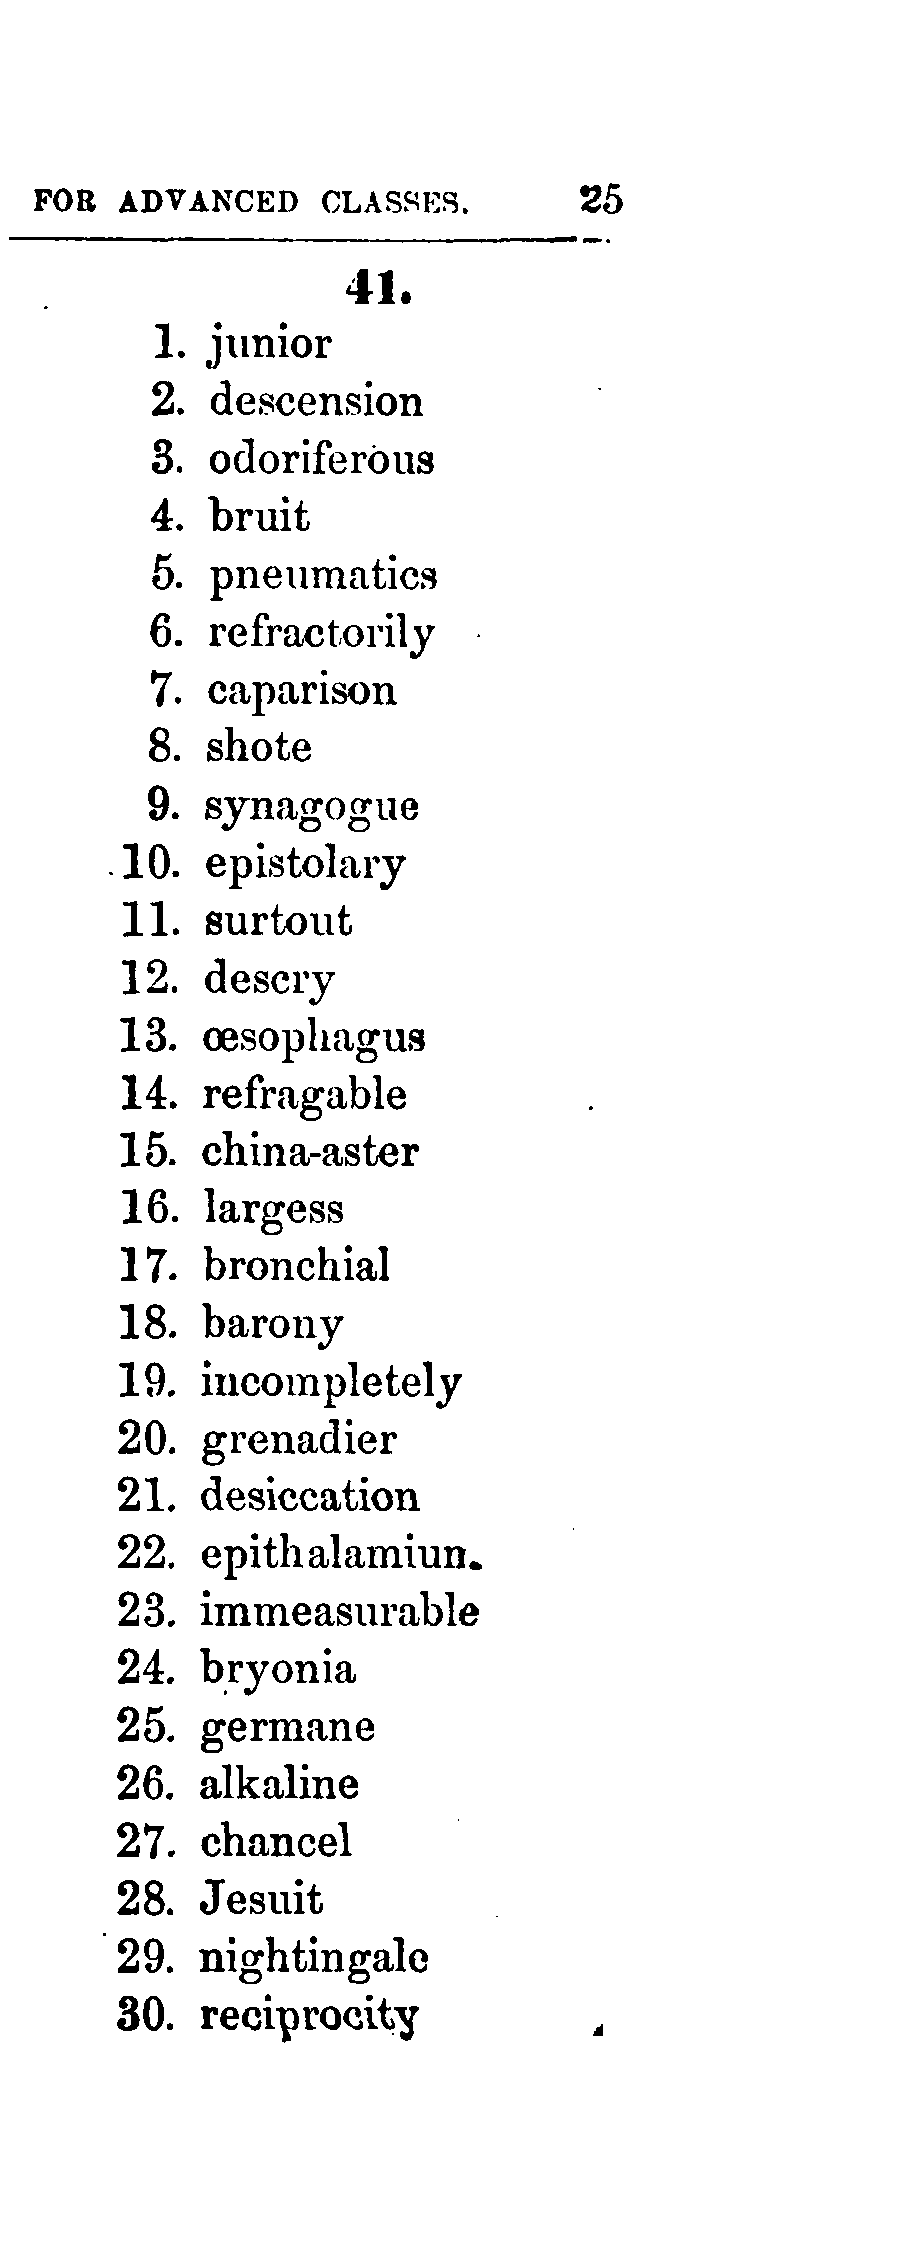 FOR ADVANCED CLASSES. 25
41.
1. junior
2. descension
3. odoriferous
4. bruit
5. pneumatics
6. refractorily
7. caparison
8. shote
9. synagogue
10. epistolary
11. surtout
12. descry
13. œsophagus
14. refragable
15. china-aster
16. largess
17. bronchial
18. barony
19. incompletely
20. grenadier
21. desiccation
22. epithalamium
23. immeasurable
24. bryonia
25. germane
26. alkaline
27. chancel
28. Jesuit
29. nightingale
30. reciprocity